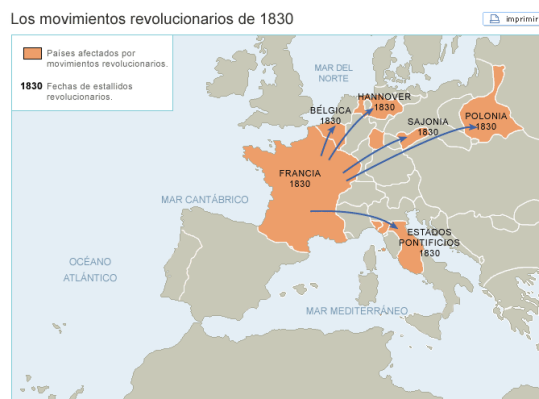 Los movimientos revolucionarios de 1830
imprimir
Países afectados por
movimientos revolucionarios.
1830 Fechas de estallidos
revolucionarios.
MAR DEL
NORTE
HANNOVER
1830
BÉLGICA
1830
SAJONIA
1830
POLONIA
1830
FRANCIA
1830
MAR CANTÁBRICO
ESTADOS
PONTIFICIOS
1830
OCÉANO
ATLÁNTICO
MAR MEDITERRÁNEO